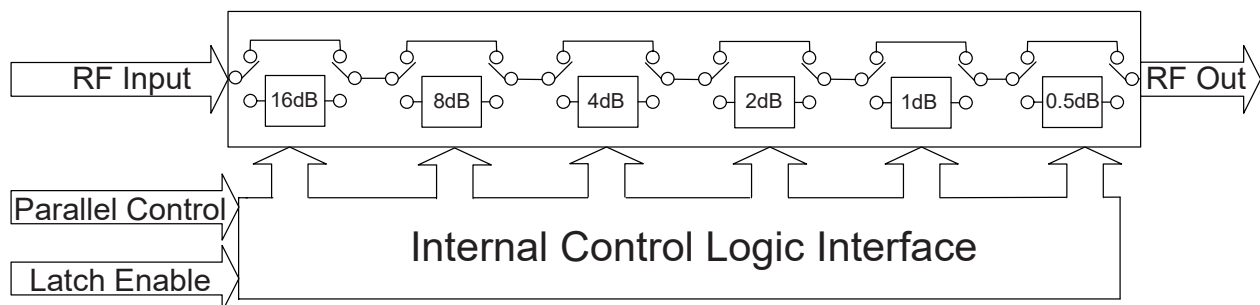 RF Input
16dB
8dB
4dB
2dB
1dB
0.5dB
RF Out
Parallel Control
Internal Control Logic Interface
Latch Enable